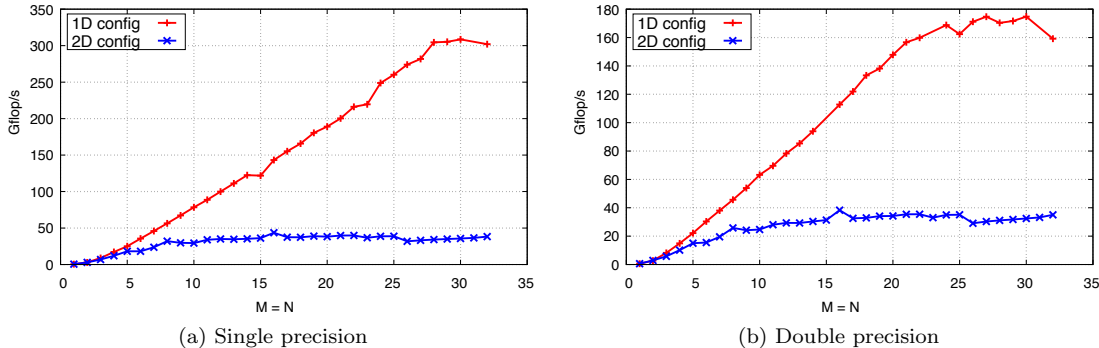 350
300
250
200
150
100
50
0
Gflop/s
1D config
2D config
0 5 10 15 20 25 30 35
M = N
(a) Single precision
180
160
140
120
100
80
60
40
20
0
Gflop/s
1D config
2D config
0 5 10 15 20 25 30 35
M = N
(b) Double precision